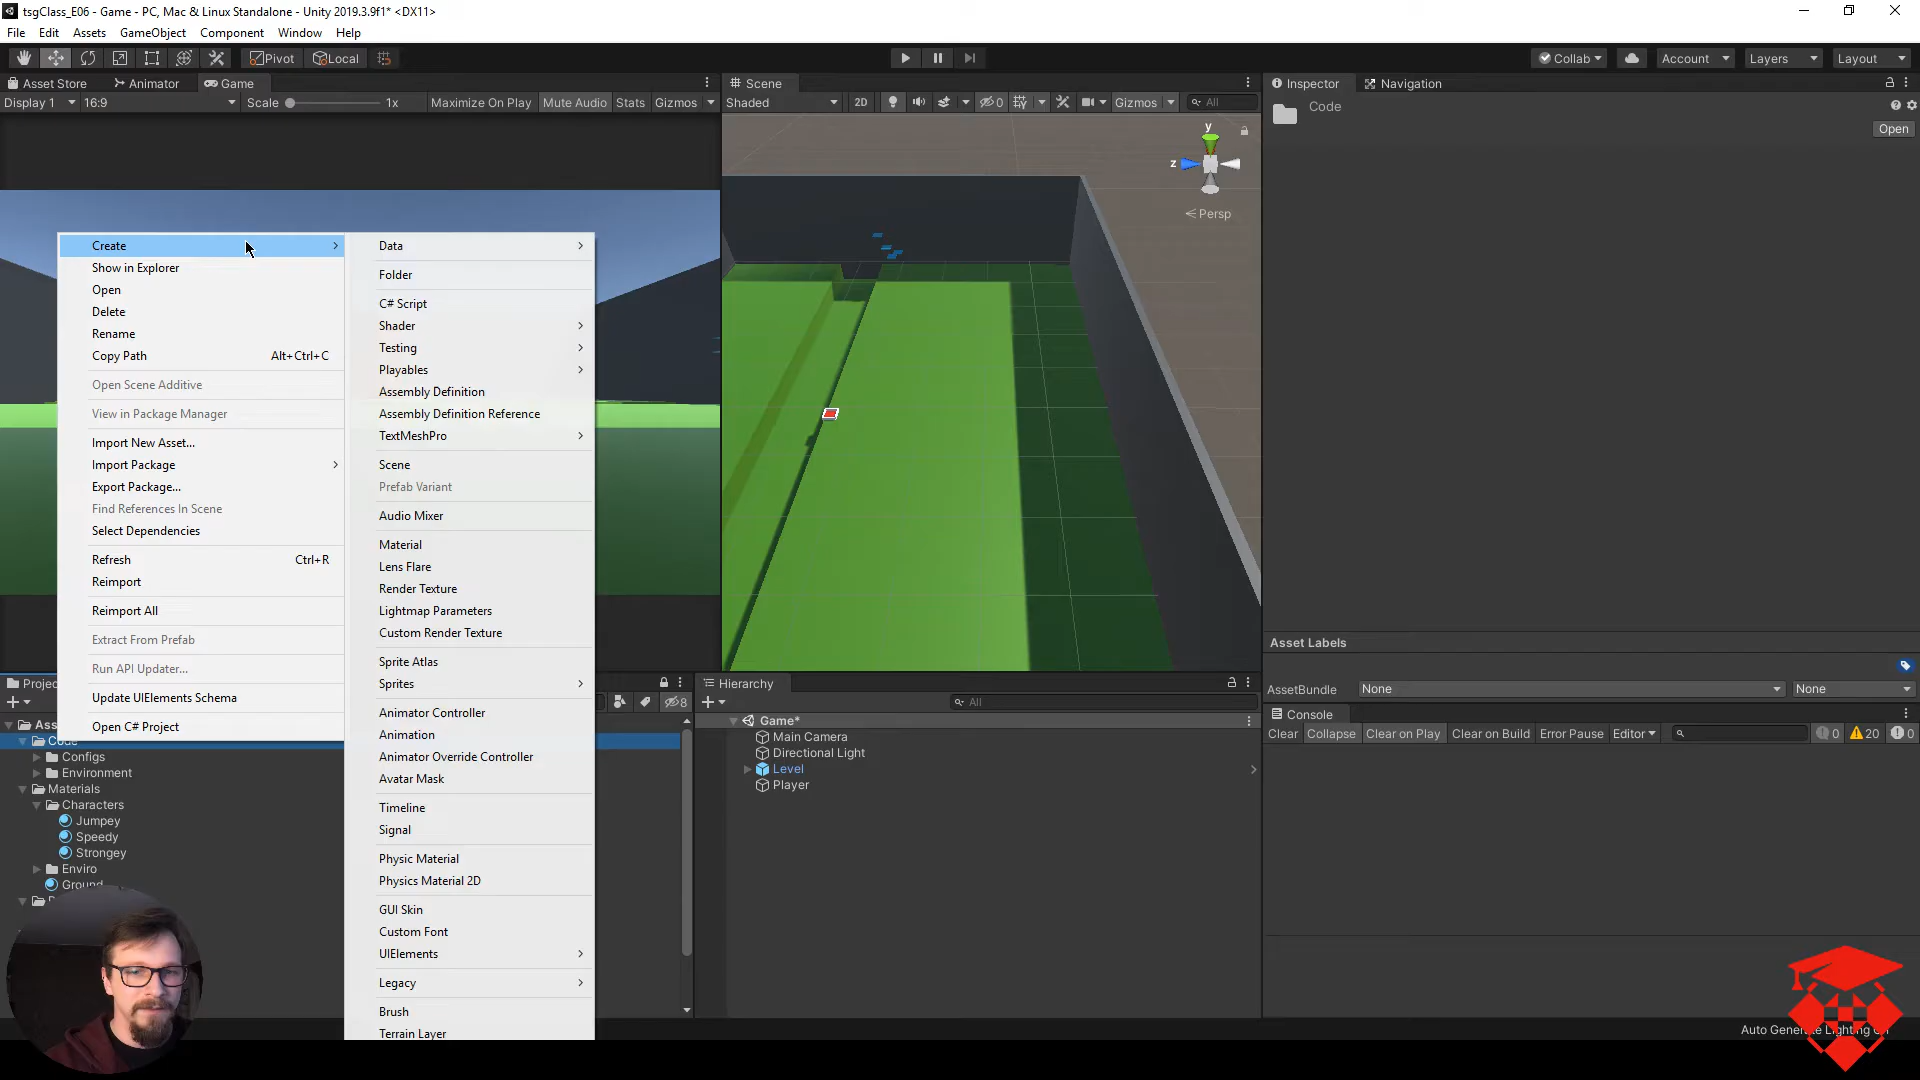 tsgClass_E06 - Game - PC, Mac & Linux Standalone - Unity 2019.3.9f1* <DX11>
File Edit Assets GameObject Component Window Help
Pivot Local Collab Account Layers Layout
Asset Store Animator Game
Display 1 16:9 Scale 1x Maximize On Play Mute Audio Stats Gizmos
Scene
Shaded 2D 0 Gizmos All
y
z
Persp
Inspector Navigation
Code
Open
Create
Show in Explorer
Open
Delete
Rename
Copy Path Alt+Ctrl+C
Open Scene Additive
View in Package Manager
Import New Asset...
Import Package
Export Package...
Find References In Scene
Select Dependencies
Refresh Ctrl+R
Reimport
Reimport All
Extract From Prefab
Run API Updater...
Update UIElements Schema
Open C# Project
Data
Folder
C# Script
Shader
Testing
Playables
Assembly Definition
Assembly Definition Reference
TextMeshPro
Scene
Prefab Variant
Audio Mixer
Material
Lens Flare
Render Texture
Lightmap Parameters
Custom Render Texture
Sprite Atlas
Sprites
Animator Controller
Animation
Animator Override Controller
Avatar Mask
Timeline
Signal
Physic Material
Physics Material 2D
GUI Skin
Custom Font
UIElements
Legacy
Brush
Terrain Layer
Projec
8
Ass
Code
Configs
Environment
Materials
Characters
Jumpey
Speedy
Strongey
Enviro
Ground
Hierarchy
All
Game*
Main Camera
Directional Light
Level
Player
Asset Labels
AssetBundle None None
Console
Clear Collapse Clear on Play Clear on Build Error Pause Editor 0 20 0
Auto Generate Lighting